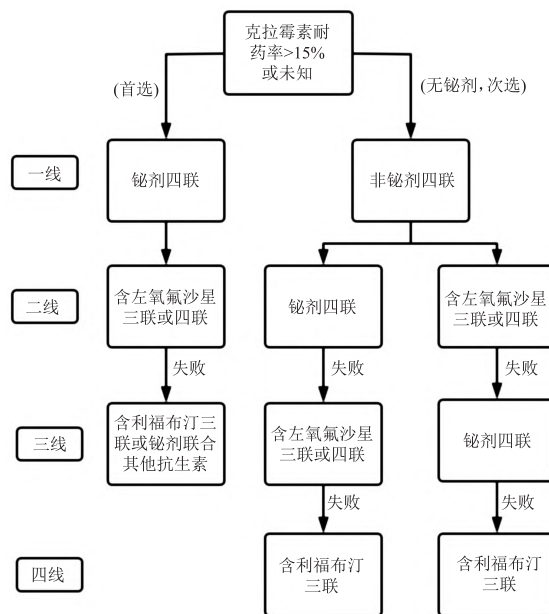 克拉霉素耐
药率>15%
或未知
(首选)
(无铋剂,次选)
一线
铋剂四联
非铋剂四联
二线
含左氧氟沙星
三联或四联
铋剂四联
含左氧氟沙星
三联或四联
失败
失败
失败
三线
含利福布汀三
联或铋剂联合
其他抗生素
含左氧氟沙星
三联或四联
铋剂四联
失败
失败
四线
含利福布汀
三联
含利福布汀
三联